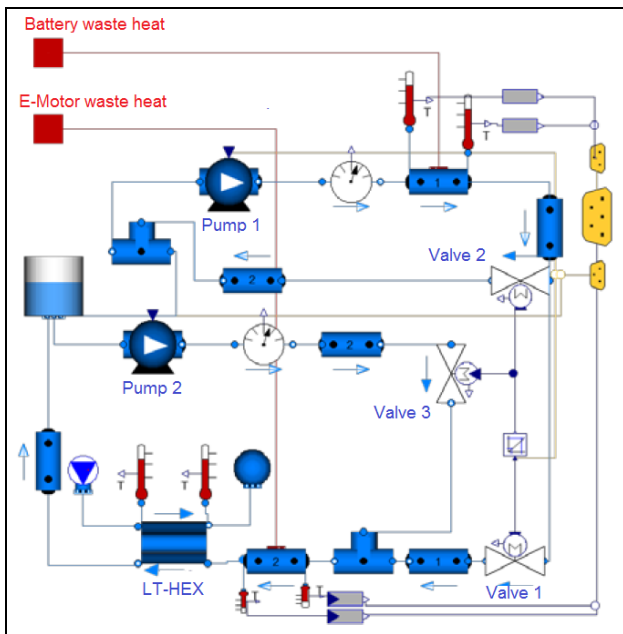 Battery waste heat
E-Motor waste heat
T
T
1
Pump 1
Valve 2
2
2
Pump 2
Valve 3
T
T
LT-HEX
2
1
Valve 1
T
T